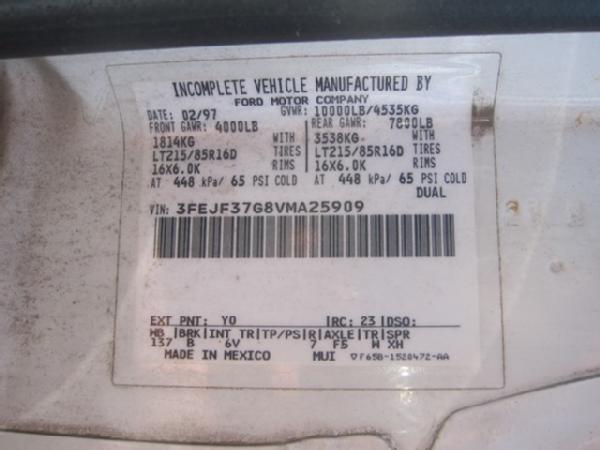 INCOMPLETE VEHICLE MANUFACTURED BY
FORD MOTOR COMPANY
DATE: 02/97 GVWR: 10000LB/4535KG
FRONT GAWR: 4000LB REAR GAWR: 7800LB
1814KG WITH 3538KG WITH
LT215/85R16D TIRES LT215/85R16D TIRES
16X6.0K RIMS 16X6.0K RIMS
AT 448 kPa/ 65 PSI COLD AT 448 kPa/ 65 PSI COLD
DUAL
VIN: 3FEJF37G8VMA25909
EXT PNT: YO |RC: 23|DSO:
WB |BRK|INT TR|TP/PS|R|AXLE|TR|SPR
137 B 6V 7 F5 W XH
MADE IN MEXICO MUI ▽F65B-1520472-AA